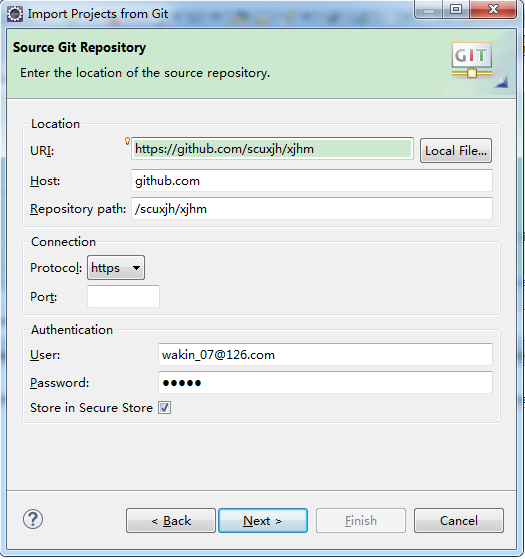 Import Projects from Git
Source Git Repository
Enter the location of the source repository.
GIT
Location
URI: https://github.com/scuxjh/xjhm Local File...
Host: github.com
Repository path: /scuxjh/xjhm
Connection
Protocol: https
Port:
Authentication
User: wakin_07@126.com
Password: ●●●●●
Store in Secure Store
? < Back Next > Finish Cancel